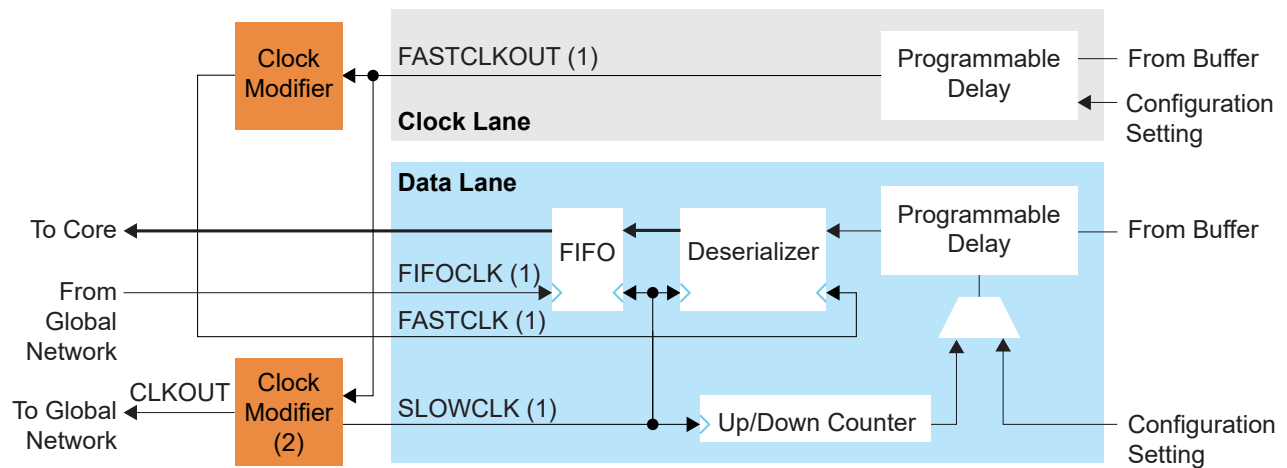 Clock
Modifier
FASTCLKOUT (1)
Programmable
Delay
From Buffer
Configuration
Setting
Clock Lane
Data Lane
To Core
FIFO
Deserializer
Programmable
Delay
From Buffer
FIFOCLK (1)
From
Global
Network
FASTCLK (1)
CLKOUT
To Global
Network
Clock
Modifier
(2)
SLOWCLK (1)
Up/Down Counter
Configuration
Setting